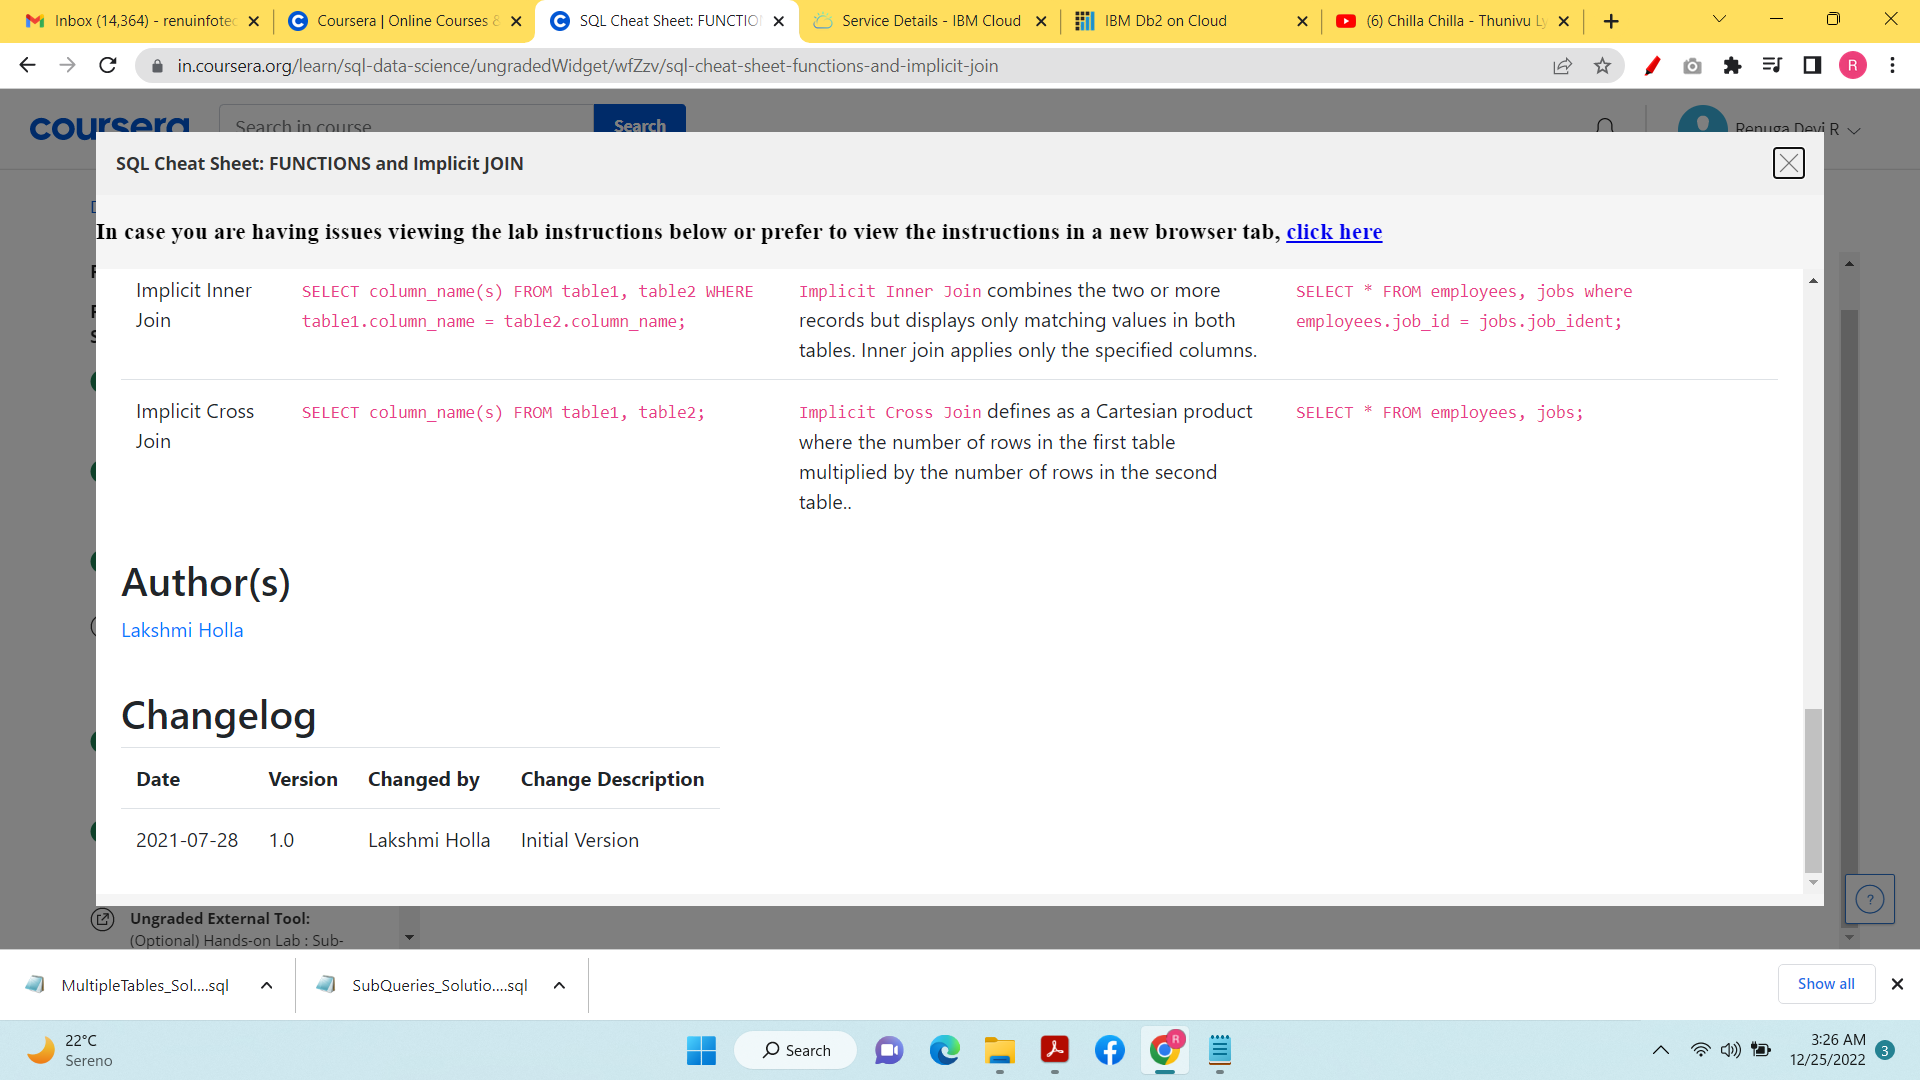 Inbox (14,364) - renuinfotec
Coursera | Online Courses &
SQL Cheat Sheet: FUNCTIO
Service Details - IBM Cloud
IBM Db2 on Cloud
(6) Chilla Chilla - Thunivu Ly
in.coursera.org/learn/sql-data-science/ungradedWidget/wfZzv/sql-cheat-sheet-functions-and-implicit-join
R
coursera
Search in course
Search
Renuga Devi R
SQL Cheat Sheet: FUNCTIONS and Implicit JOIN
In case you are having issues viewing the lab instructions below or prefer to view the instructions in a new browser tab, click here
Implicit Inner
Join
SELECT column_name(s) FROM table1, table2 WHERE
table1.column_name = table2.column_name;
Implicit Inner Join combines the two or more
records but displays only matching values in both
tables. Inner join applies only the specified columns.
SELECT * FROM employees, jobs where
employees.job_id = jobs.job_ident;
Implicit Cross
Join
SELECT column_name(s) FROM table1, table2;
Implicit Cross Join defines as a Cartesian product
where the number of rows in the first table
multiplied by the number of rows in the second
table..
SELECT * FROM employees, jobs;
Author(s)
Lakshmi Holla
Changelog
Date Version Changed by Change Description
2021-07-28 1.0 Lakshmi Holla Initial Version
?
Ungraded External Tool:
(Optional) Hands-on Lab : Sub-
MultipleTables_Sol....sql
SubQueries_Solutio....sql
Show all
22°C
Sereno
Search
R
3:26 AM
12/25/2022
3